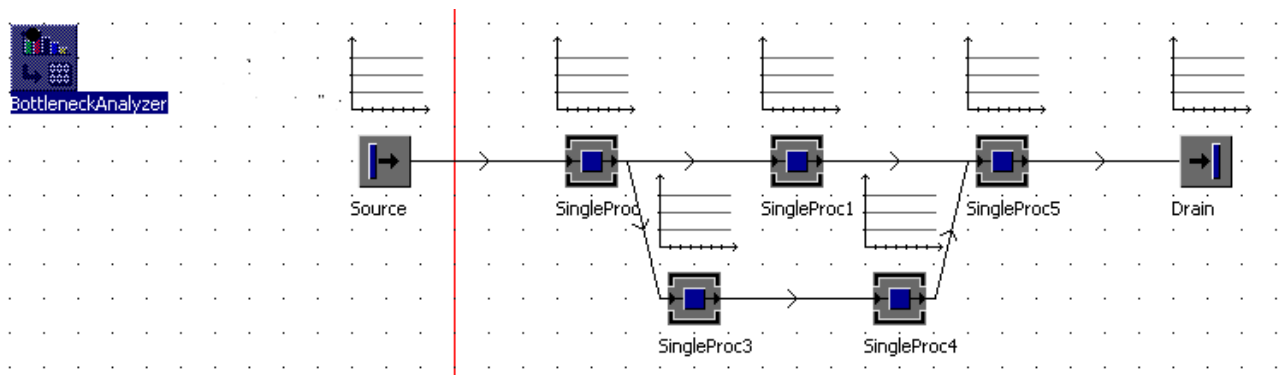 BottleneckAnalyzer
Source
SingleProc
SingleProc1
SingleProc5
Drain
SingleProc3
SingleProc4